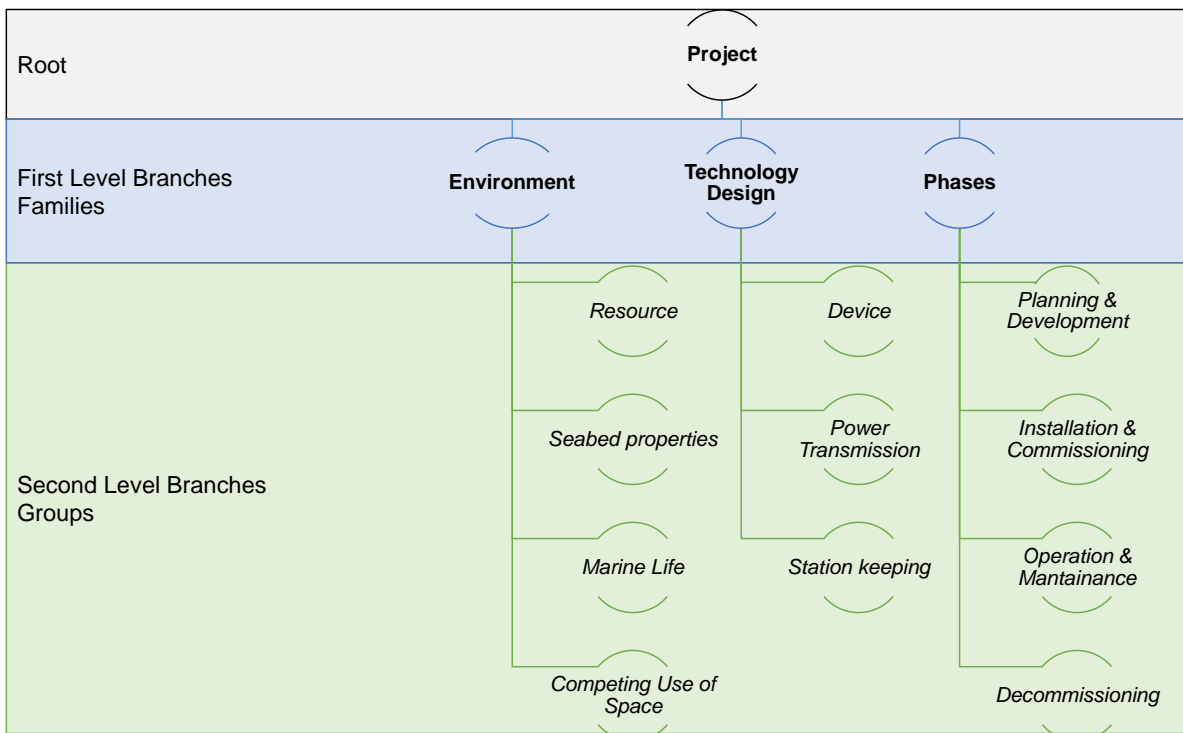 Root
Project
First Level Branches
Families
Environment
Technology
Design
Phases
Second Level Branches
Groups
Resource
Device
Planning &
Development
Seabed properties
Power
Transmission
Installation &
Commissioning
Marine Life
Station keeping
Operation &
Mantainance
Competing Use of
Space
Decommissioning